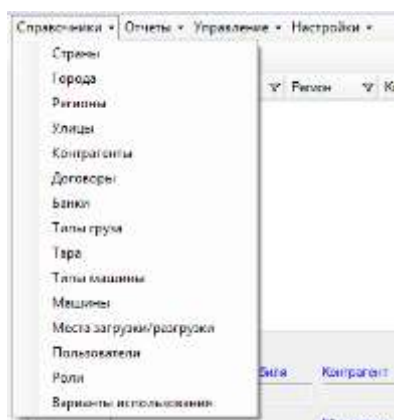 Справочники Отчеты Управление Настройки
Страны
Города
Регион
Регионы
Улицы
Контрагенты
Договоры
Банки
Типы груза
Тара
Типы машины
Машины
Места загрузки/разгрузки
Пользователи
Контрагент
Роли
Варианты использования